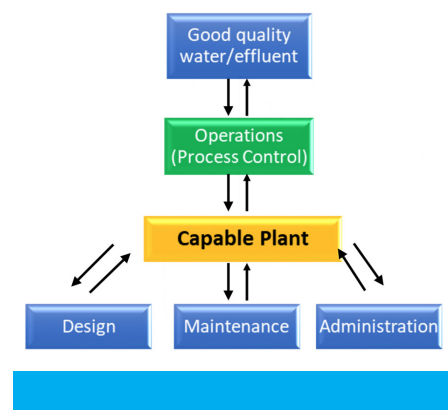 Good quality
water/effluent
Operations
(Process Control)
Capable Plant
Design
Maintenance
Administration